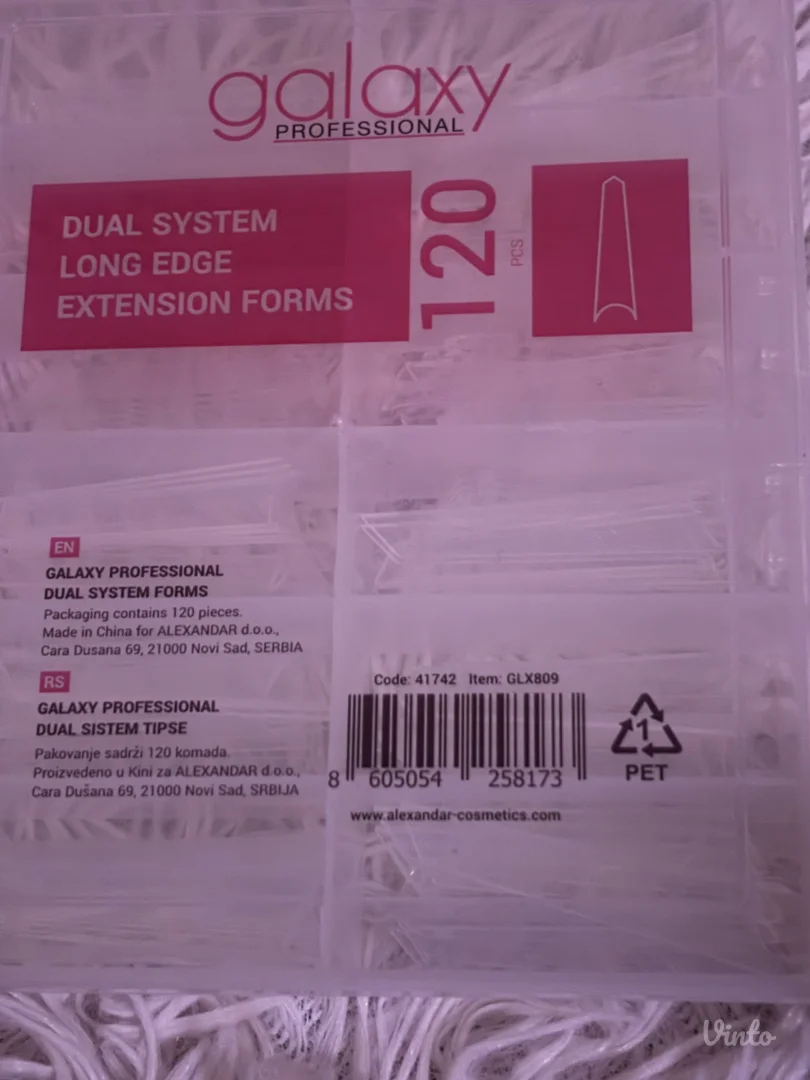 galaxy
PROFESSIONAL
DUAL SYSTEM
LONG EDGE
EXTENSION FORMS
120
PCS
EN
GALAXY PROFESSIONAL
DUAL SYSTEM FORMS
Packaging contains 120 pieces.
Made in China for ALEXANDAR d.o.o.,
Cara Dusana 69, 21000 Novi Sad, SERBIA
RS
GALAXY PROFESSIONAL
DUAL SISTEM TIPSE
Pakovanje sadrži 120 komada.
Proizvedeno u Kini za ALEXANDAR d.o.o.,
Cara Dušana 69, 21000 Novi Sad, SRBIJA
Code: 41742 Item: GLX809
8 605054 258173
www.alexandar-cosmetics.com
1
PET
Vinto